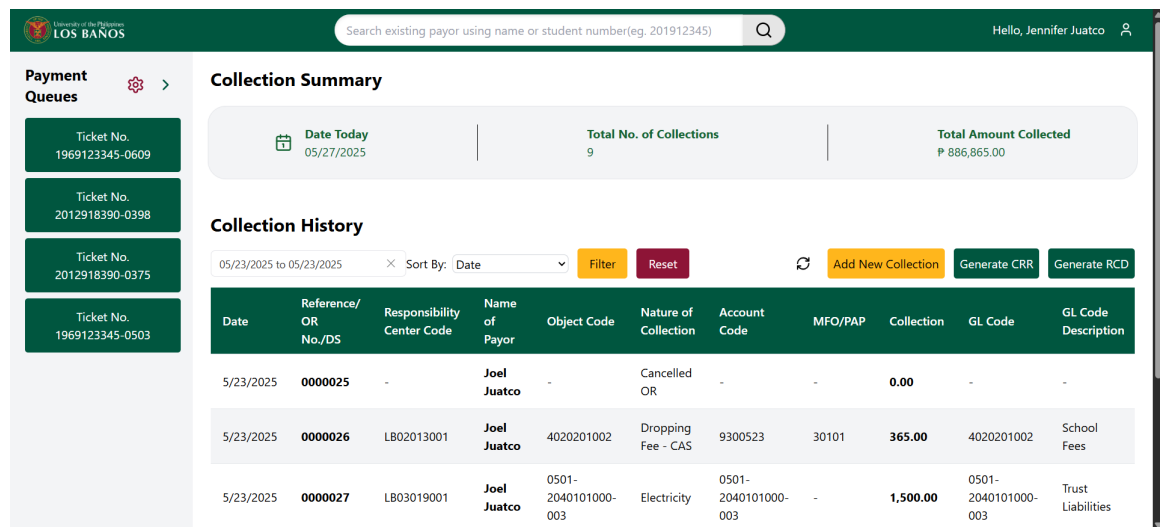 University of the Philippines
LOS BAÑOS
Search existing payor using name or student number(eg. 201912345)
Hello, Jennifer Juatco
Payment
Queues
Ticket No.
1969123345-0609
Ticket No.
2012918390-0398
Ticket No.
2012918390-0375
Ticket No.
1969123345-0503
Collection Summary
Date Today
05/27/2025
Total No. of Collections
9
Total Amount Collected
₱ 886,865.00
Collection History
05/23/2025 to 05/23/2025
Sort By: Date
Filter
Reset
Add New Collection
Generate CRR
Generate RCD
Date
Reference/
OR
No./DS
Responsibility
Center Code
Name
of
Payor
Object Code
Nature of
Collection
Account
Code
MFO/PAP
Collection
GL Code
GL Code
Description
5/23/2025
0000025
-
Joel
Juatco
-
Cancelled
OR
-
-
0.00
-
-
5/23/2025
0000026
LB02013001
Joel
Juatco
4020201002
Dropping
Fee - CAS
9300523
30101
365.00
4020201002
School
Fees
5/23/2025
0000027
LB03019001
Joel
Juatco
0501-
2040101000-
003
Electricity
0501-
2040101000-
003
-
1,500.00
0501-
2040101000-
003
Trust
Liabilities